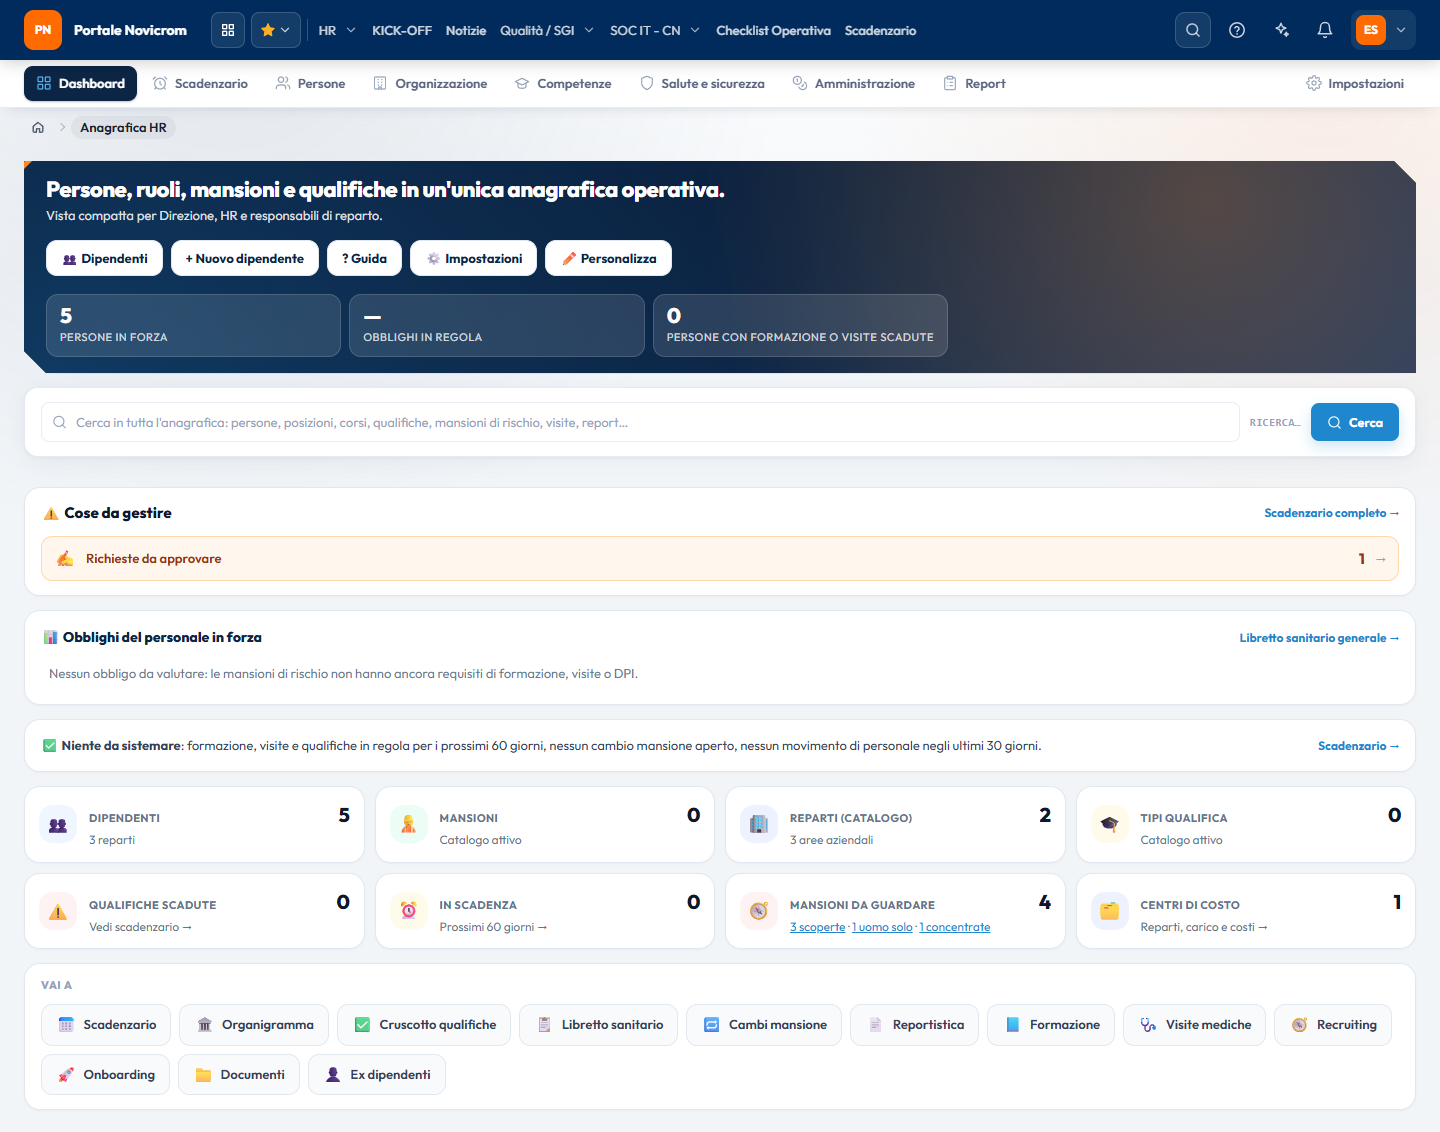 PN
Portale Novicrom
HR
KICK-OFF
Notizie
Qualità / SGI
SOC IT - CN
Checklist Operativa
Scadenzario
ES
Dashboard
Scadenzario
Persone
Organizzazione
Competenze
Salute e sicurezza
Amministrazione
Report
Impostazioni
Anagrafica HR
Persone, ruoli, mansioni e qualifiche in un'unica anagrafica operativa.
Vista compatta per Direzione, HR e responsabili di reparto.
Dipendenti
+ Nuovo dipendente
? Guida
Impostazioni
Personalizza
5
PERSONE IN FORZA
—
OBBLIGHI IN REGOLA
0
PERSONE CON FORMAZIONE O VISITE SCADUTE
Cerca in tutta l'anagrafica: persone, posizioni, corsi, qualifiche, mansioni di rischio, visite, report…
RICERCA…
Cerca
Cose da gestire
Scadenzario completo →
Richieste da approvare
1 →
Obblighi del personale in forza
Libretto sanitario generale →
Nessun obbligo da valutare: le mansioni di rischio non hanno ancora requisiti di formazione, visite o DPI.
Niente da sistemare: formazione, visite e qualifiche in regola per i prossimi 60 giorni, nessun cambio mansione aperto, nessun movimento di personale negli ultimi 30 giorni.
Scadenzario →
DIPENDENTI
5
3 reparti
MANSIONI
0
Catalogo attivo
REPARTI (CATALOGO)
2
3 aree aziendali
TIPI QUALIFICA
0
Catalogo attivo
QUALIFICHE SCADUTE
0
Vedi scadenzario →
IN SCADENZA
0
Prossimi 60 giorni →
MANSIONI DA GUARDARE
4
3 scoperte · 1 uomo solo · 1 concentrate
CENTRI DI COSTO
1
Reparti, carico e costi →
VAI A
Scadenzario
Organigramma
Cruscotto qualifiche
Libretto sanitario
Cambi mansione
Reportistica
Formazione
Visite mediche
Recruiting
Onboarding
Documenti
Ex dipendenti